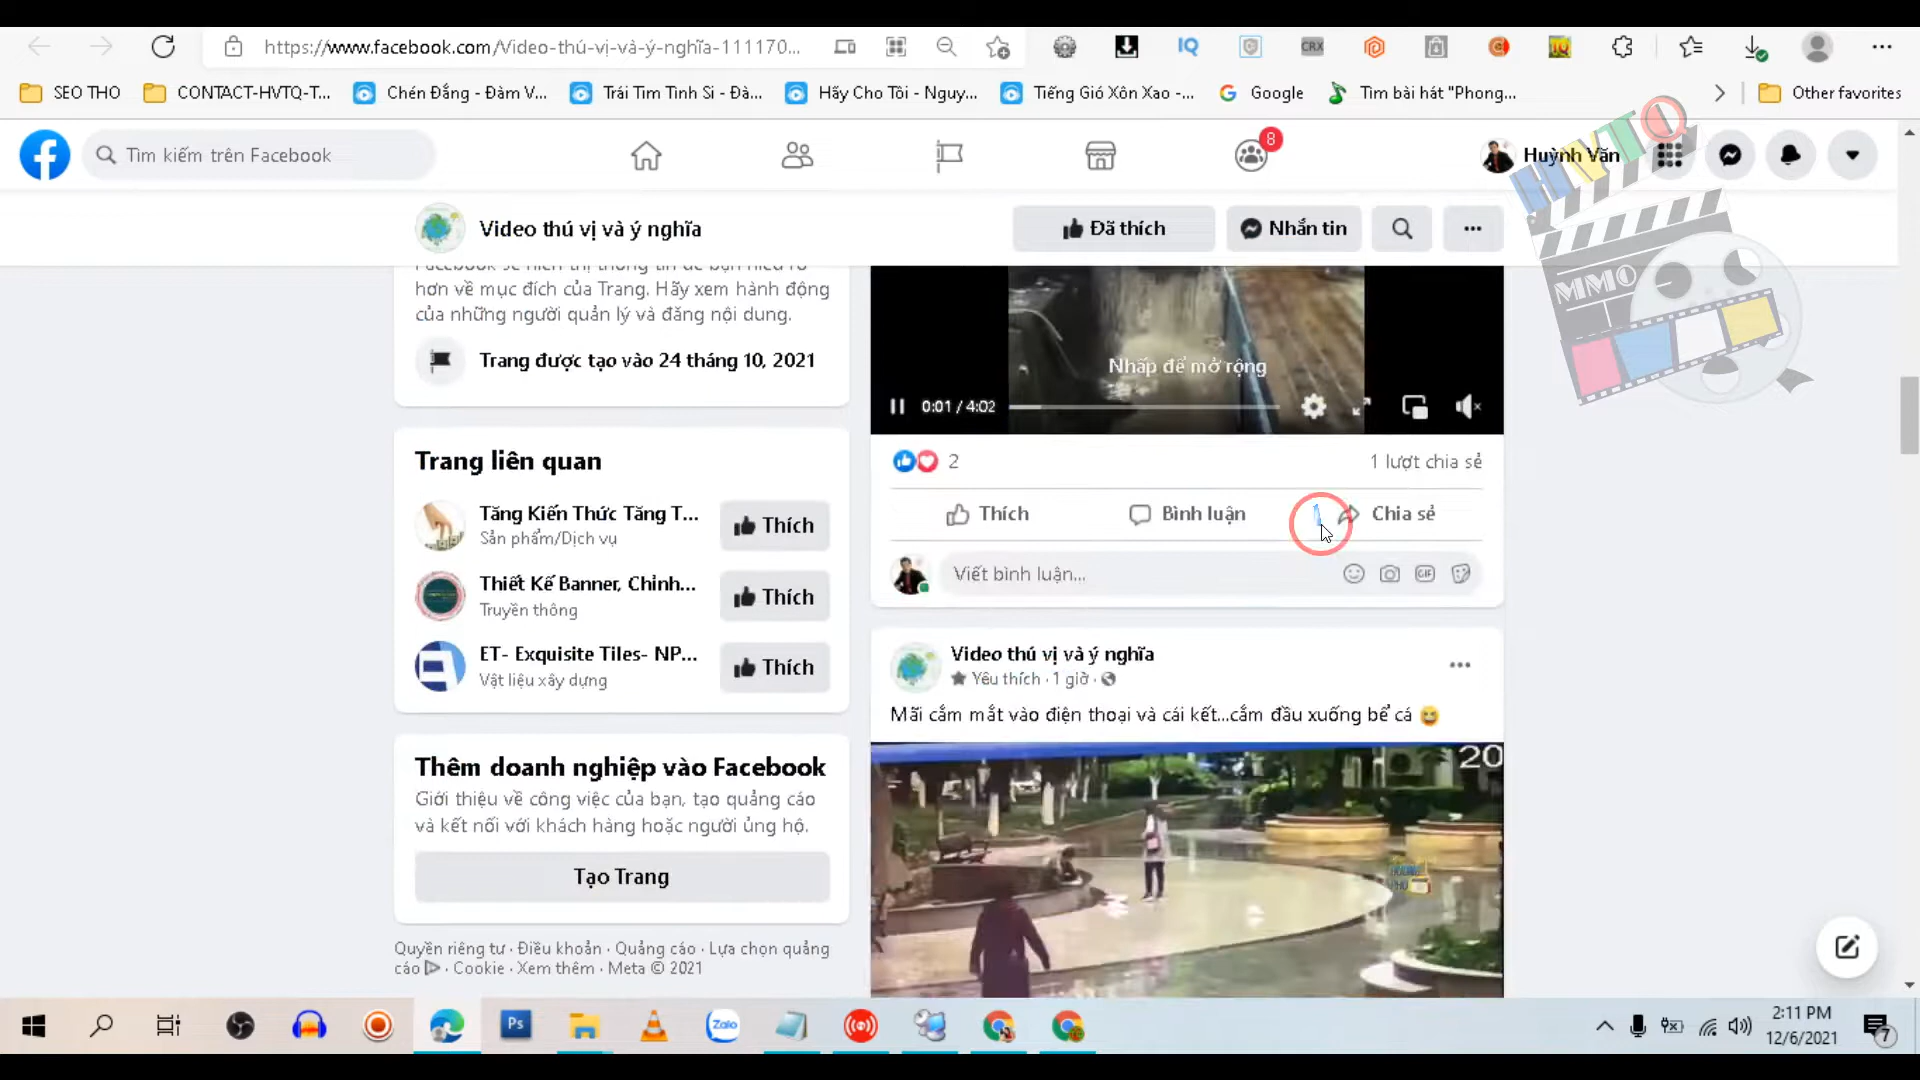 https://www.facebook.com/Video-thú-vị-và-ý-nghĩa-111170...
IQ
CRX
SEO THO
CONTACT-HVTQ-T...
Chén Đắng - Đàm V...
Trái Tim Tình Si - Đà...
Hãy Cho Tôi - Nguy...
Tiếng Gió Xôn Xao -...
Google
Tìm bài hát "Phong...
Other favorites
Tìm kiếm trên Facebook
8
Huỳnh Văn
HVTQ
MMO
Video thú vị và ý nghĩa
Đã thích
Nhắn tin
Facebook sẽ hiển thị thông tin để bạn hiểu rõ
hơn về mục đích của Trang. Hãy xem hành động
của những người quản lý và đăng nội dung.
Trang được tạo vào 24 tháng 10, 2021
Trang liên quan
Tăng Kiến Thức Tăng T...
Sản phẩm/Dịch vụ
Thích
Thiết Kế Banner, Chỉnh...
Truyền thông
Thích
ET- Exquisite Tiles- NP...
Vật liệu xây dựng
Thích
Thêm doanh nghiệp vào Facebook
Giới thiệu về công việc của bạn, tạo quảng cáo
và kết nối với khách hàng hoặc người ủng hộ.
Tạo Trang
Quyền riêng tư · Điều khoản · Quảng cáo · Lựa chọn quảng
cáo · Cookie · Xem thêm · Meta © 2021
Nhấp để mở rộng
0:01 / 4:02
2
1 lượt chia sẻ
Thích
Bình luận
Chia sẻ
Viết bình luận...
GIF
Video thú vị và ý nghĩa
Yêu thích · 1 giờ ·
Mãi cắm mắt vào điện thoại và cái kết...cắm đầu xuống bể cá
20
Ps
Zalo
2:11 PM
12/6/2021
7